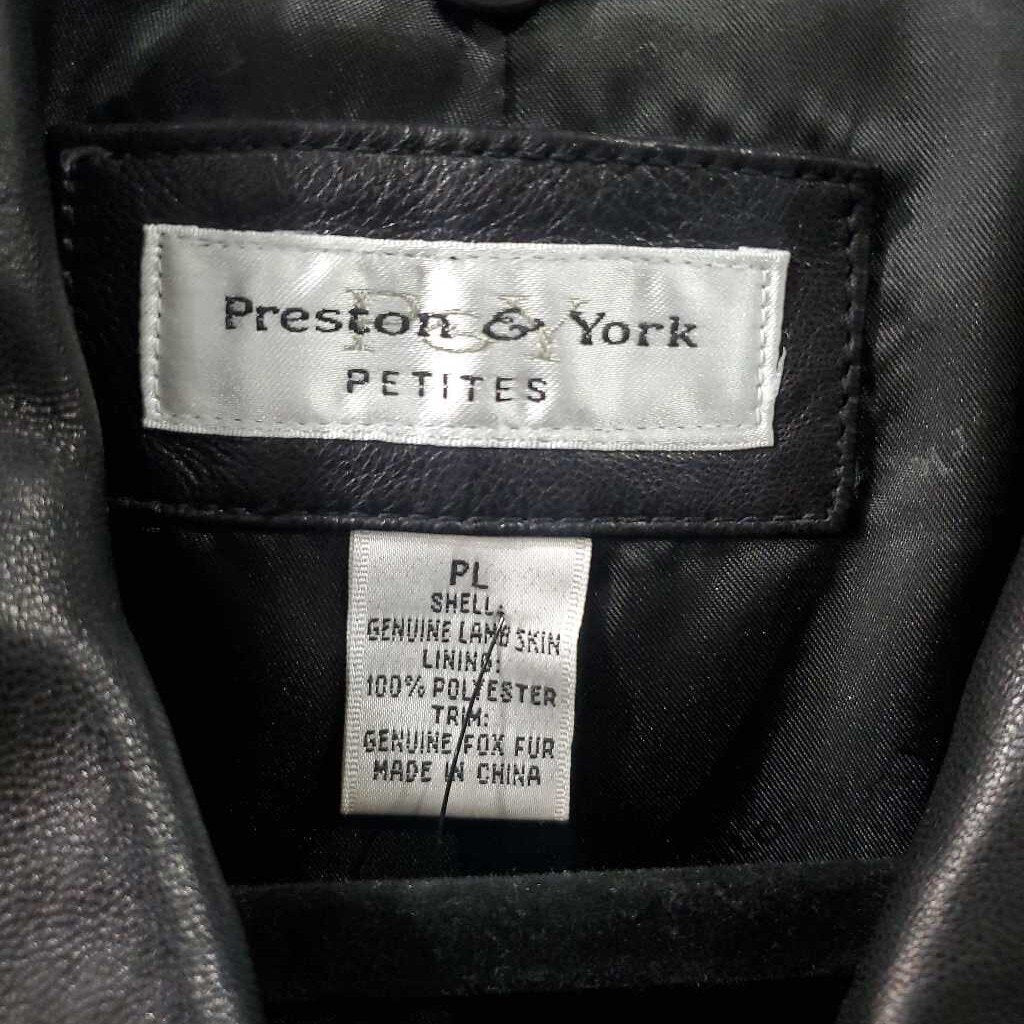 Preston & York
P&Y
PETITES
PL
SHELL:
GENUINE LAMB SKIN
LINING:
100% POLYESTER
TRIM:
GENUINE FOX FUR
MADE IN CHINA